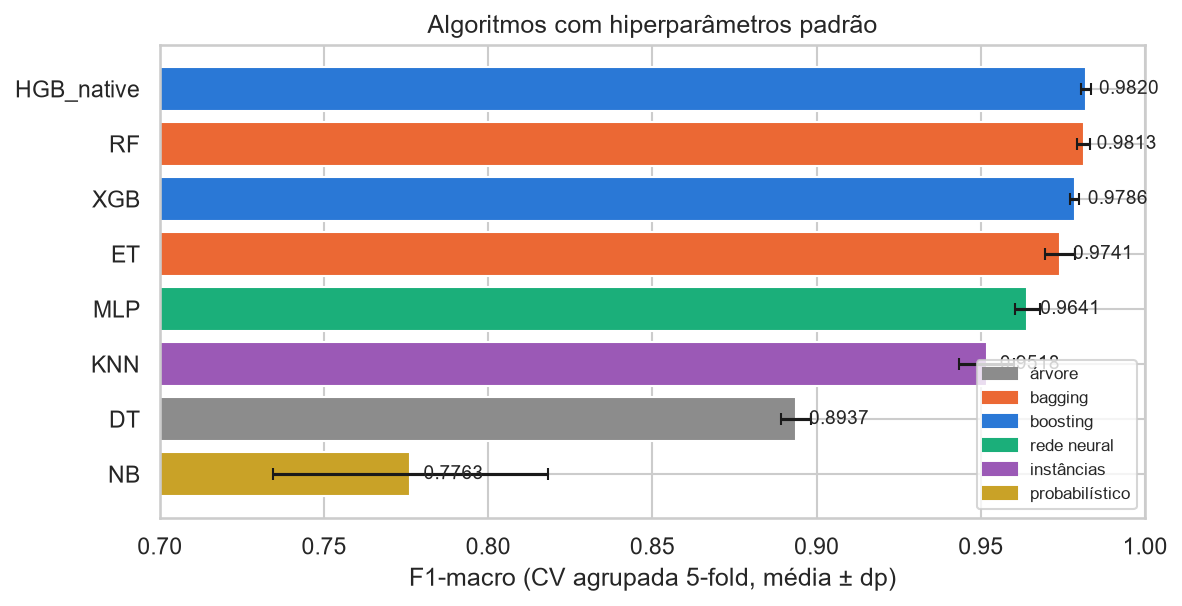 Algoritmos com hiperparâmetros padrão
HGB_native
0.9820
RF
0.9813
XGB
0.9786
ET
0.9741
MLP
0.9641
KNN
0.9518
DT
0.8937
NB
0.7763
árvore
bagging
boosting
rede neural
instâncias
probabilístico
0.70 0.75 0.80 0.85 0.90 0.95 1.00
F1-macro (CV agrupada 5-fold, média ± dp)